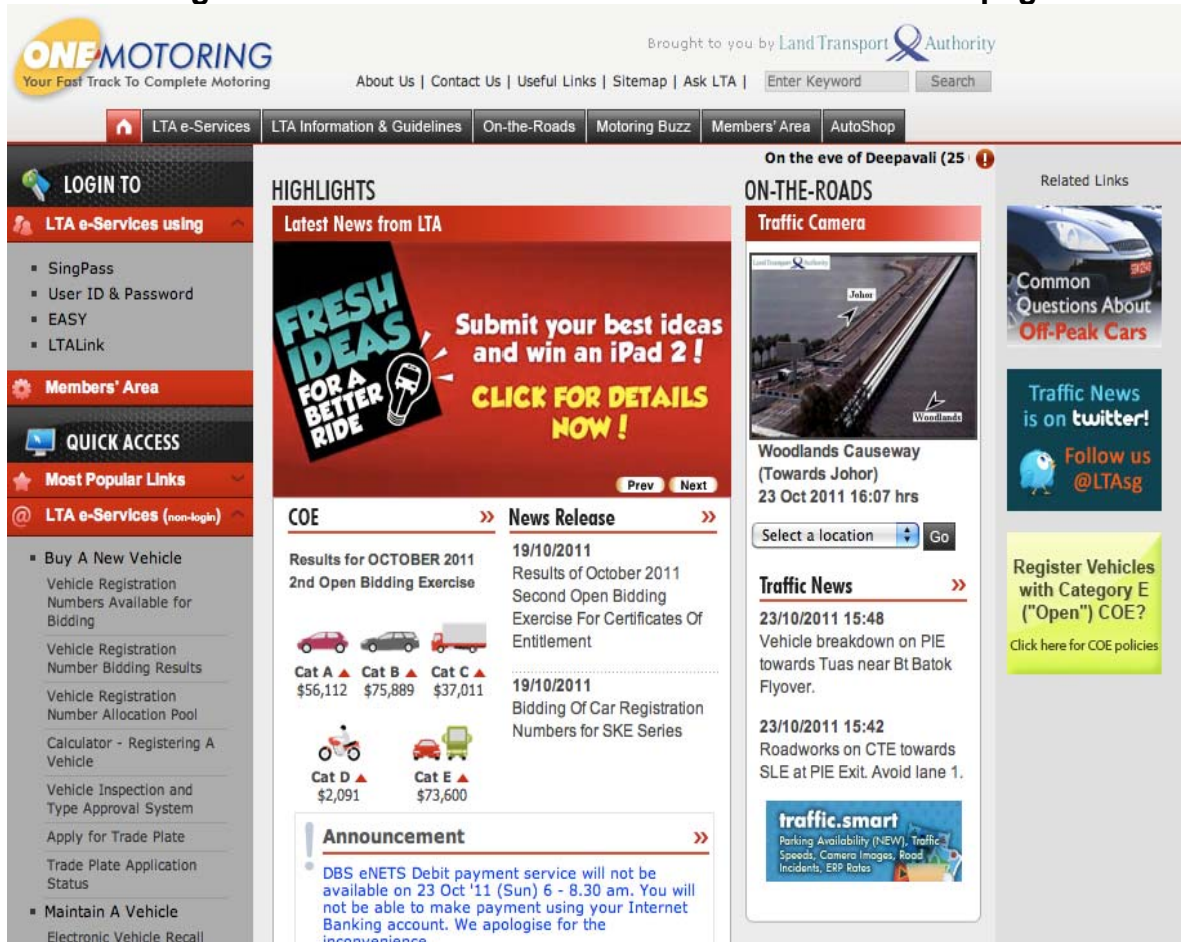 ONE MOTORING
Your Fast Track To Complete Motoring
Brought to you by Land Transport Authority
About Us | Contact Us | Useful Links | Sitemap | Ask LTA |
Enter Keyword
Search
LTA e-Services
LTA Information & Guidelines
On-the-Roads
Motoring Buzz
Members' Area
AutoShop
LOGIN TO
LTA e-Services using
SingPass
User ID & Password
EASY
LTALink
Members' Area
QUICK ACCESS
Most Popular Links
LTA e-Services (non-login)
Buy A New Vehicle
Vehicle Registration
Numbers Available for
Bidding
Vehicle Registration
Number Bidding Results
Vehicle Registration
Number Allocation Pool
Calculator - Registering A
Vehicle
Vehicle Inspection and
Type Approval System
Apply for Trade Plate
Trade Plate Application
Status
Maintain A Vehicle
Electronic Vehicle Recall
HIGHLIGHTS
Latest News from LTA
FRESH
IDEAS
FOR A
BETTER
RIDE
Submit your best ideas
and win an iPad 2!
CLICK FOR DETAILS
NOW!
Prev
Next
COE
Results for OCTOBER 2011
2nd Open Bidding Exercise
Cat A Cat B Cat C
$56,112 $75,889 $37,011
Cat D Cat E
$2,091 $73,600
News Release
19/10/2011
Results of October 2011
Second Open Bidding
Exercise For Certificates Of
Entitlement
19/10/2011
Bidding Of Car Registration
Numbers for SKE Series
Announcement
DBS eNETS Debit payment service will not be
available on 23 Oct '11 (Sun) 6 - 8.30 am. You will
not be able to make payment using your Internet
Banking account. We apologise for the
inconvenience
On the eve of Deepavali (25
ON-THE-ROADS
Traffic Camera
Land Transport Authority
Johor
Woodlands
Woodlands Causeway
(Towards Johor)
23 Oct 2011 16:07 hrs
Select a location
Go
Traffic News
23/10/2011 15:48
Vehicle breakdown on PIE
towards Tuas near Bt Batok
Flyover.
23/10/2011 15:42
Roadworks on CTE towards
SLE at PIE Exit. Avoid lane 1.
traffic.smart
Parking Availability (NEW), Traffic
Speeds, Camera Images, Road
Incidents, ERP Rates
Related Links
Common
Questions About
Off-Peak Cars
Traffic News
is on twitter!
Follow us
@LTAsg
Register Vehicles
with Category E
("Open") COE?
Click here for COE policies